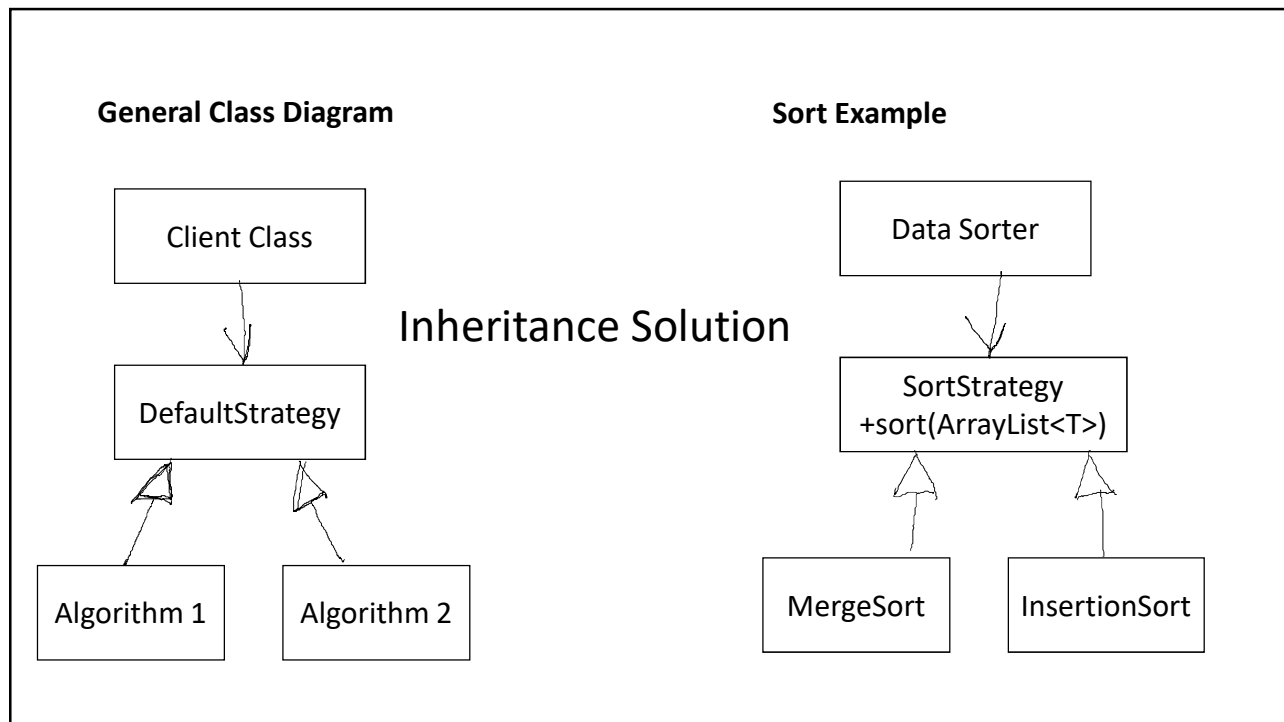 General Class Diagram
Sort Example
Client Class
Data Sorter
Inheritance Solution
DefaultStrategy
SortStrategy
+sort(ArrayList<T>)
Algorithm 1
Algorithm 2
MergeSort
InsertionSort